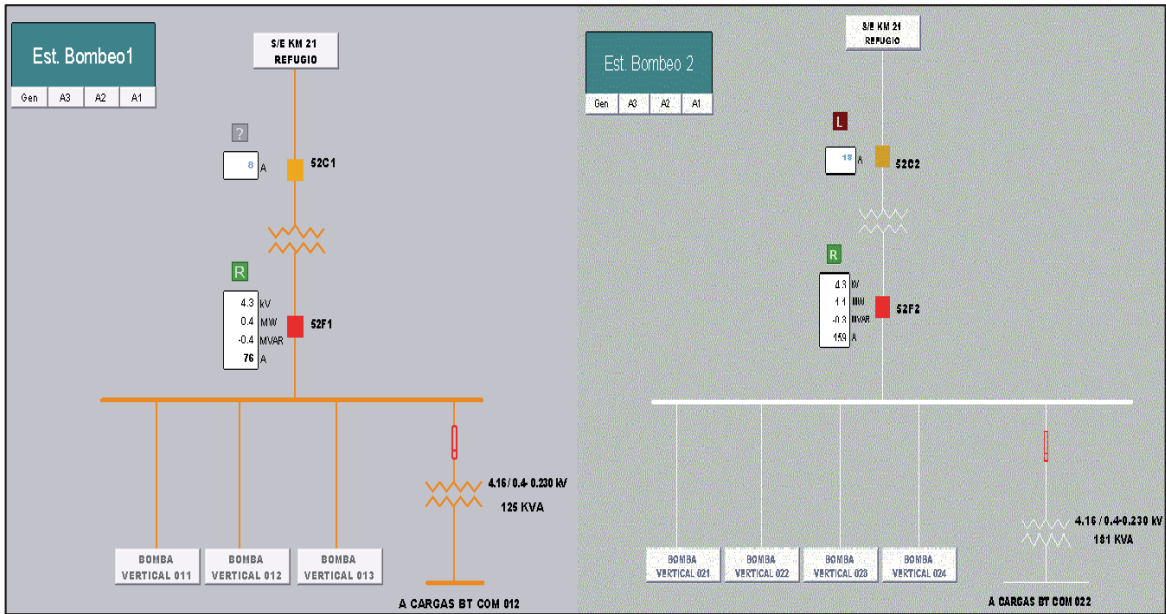 Est. Bombeo1
Gen A3 A2 A1
S/E KM 21
REFUGIO
?
8 A
52C1
R
4.3 kV
0.4 MW
-0.4 MVAR
76 A
52F1
4.16 / 0.4- 0.230 kV
125 KVA
BOMBA
VERTICAL 011
BOMBA
VERTICAL 012
BOMBA
VERTICAL 013
A CARGAS BT COM 012
Est. Bombeo 2
Gen A3 A2 A1
S/E KM 21
REFUGIO
L
18 A
52C2
R
4.3 kV
1.1 MW
-0.3 MVAR
159 A
52F2
4.16 / 0.4-0.230 kV
181 KVA
BOMBA
VERTICAL 021
BOMBA
VERTICAL 022
BOMBA
VERTICAL 023
BOMBA
VERTICAL 024
A CARGAS BT COM 022